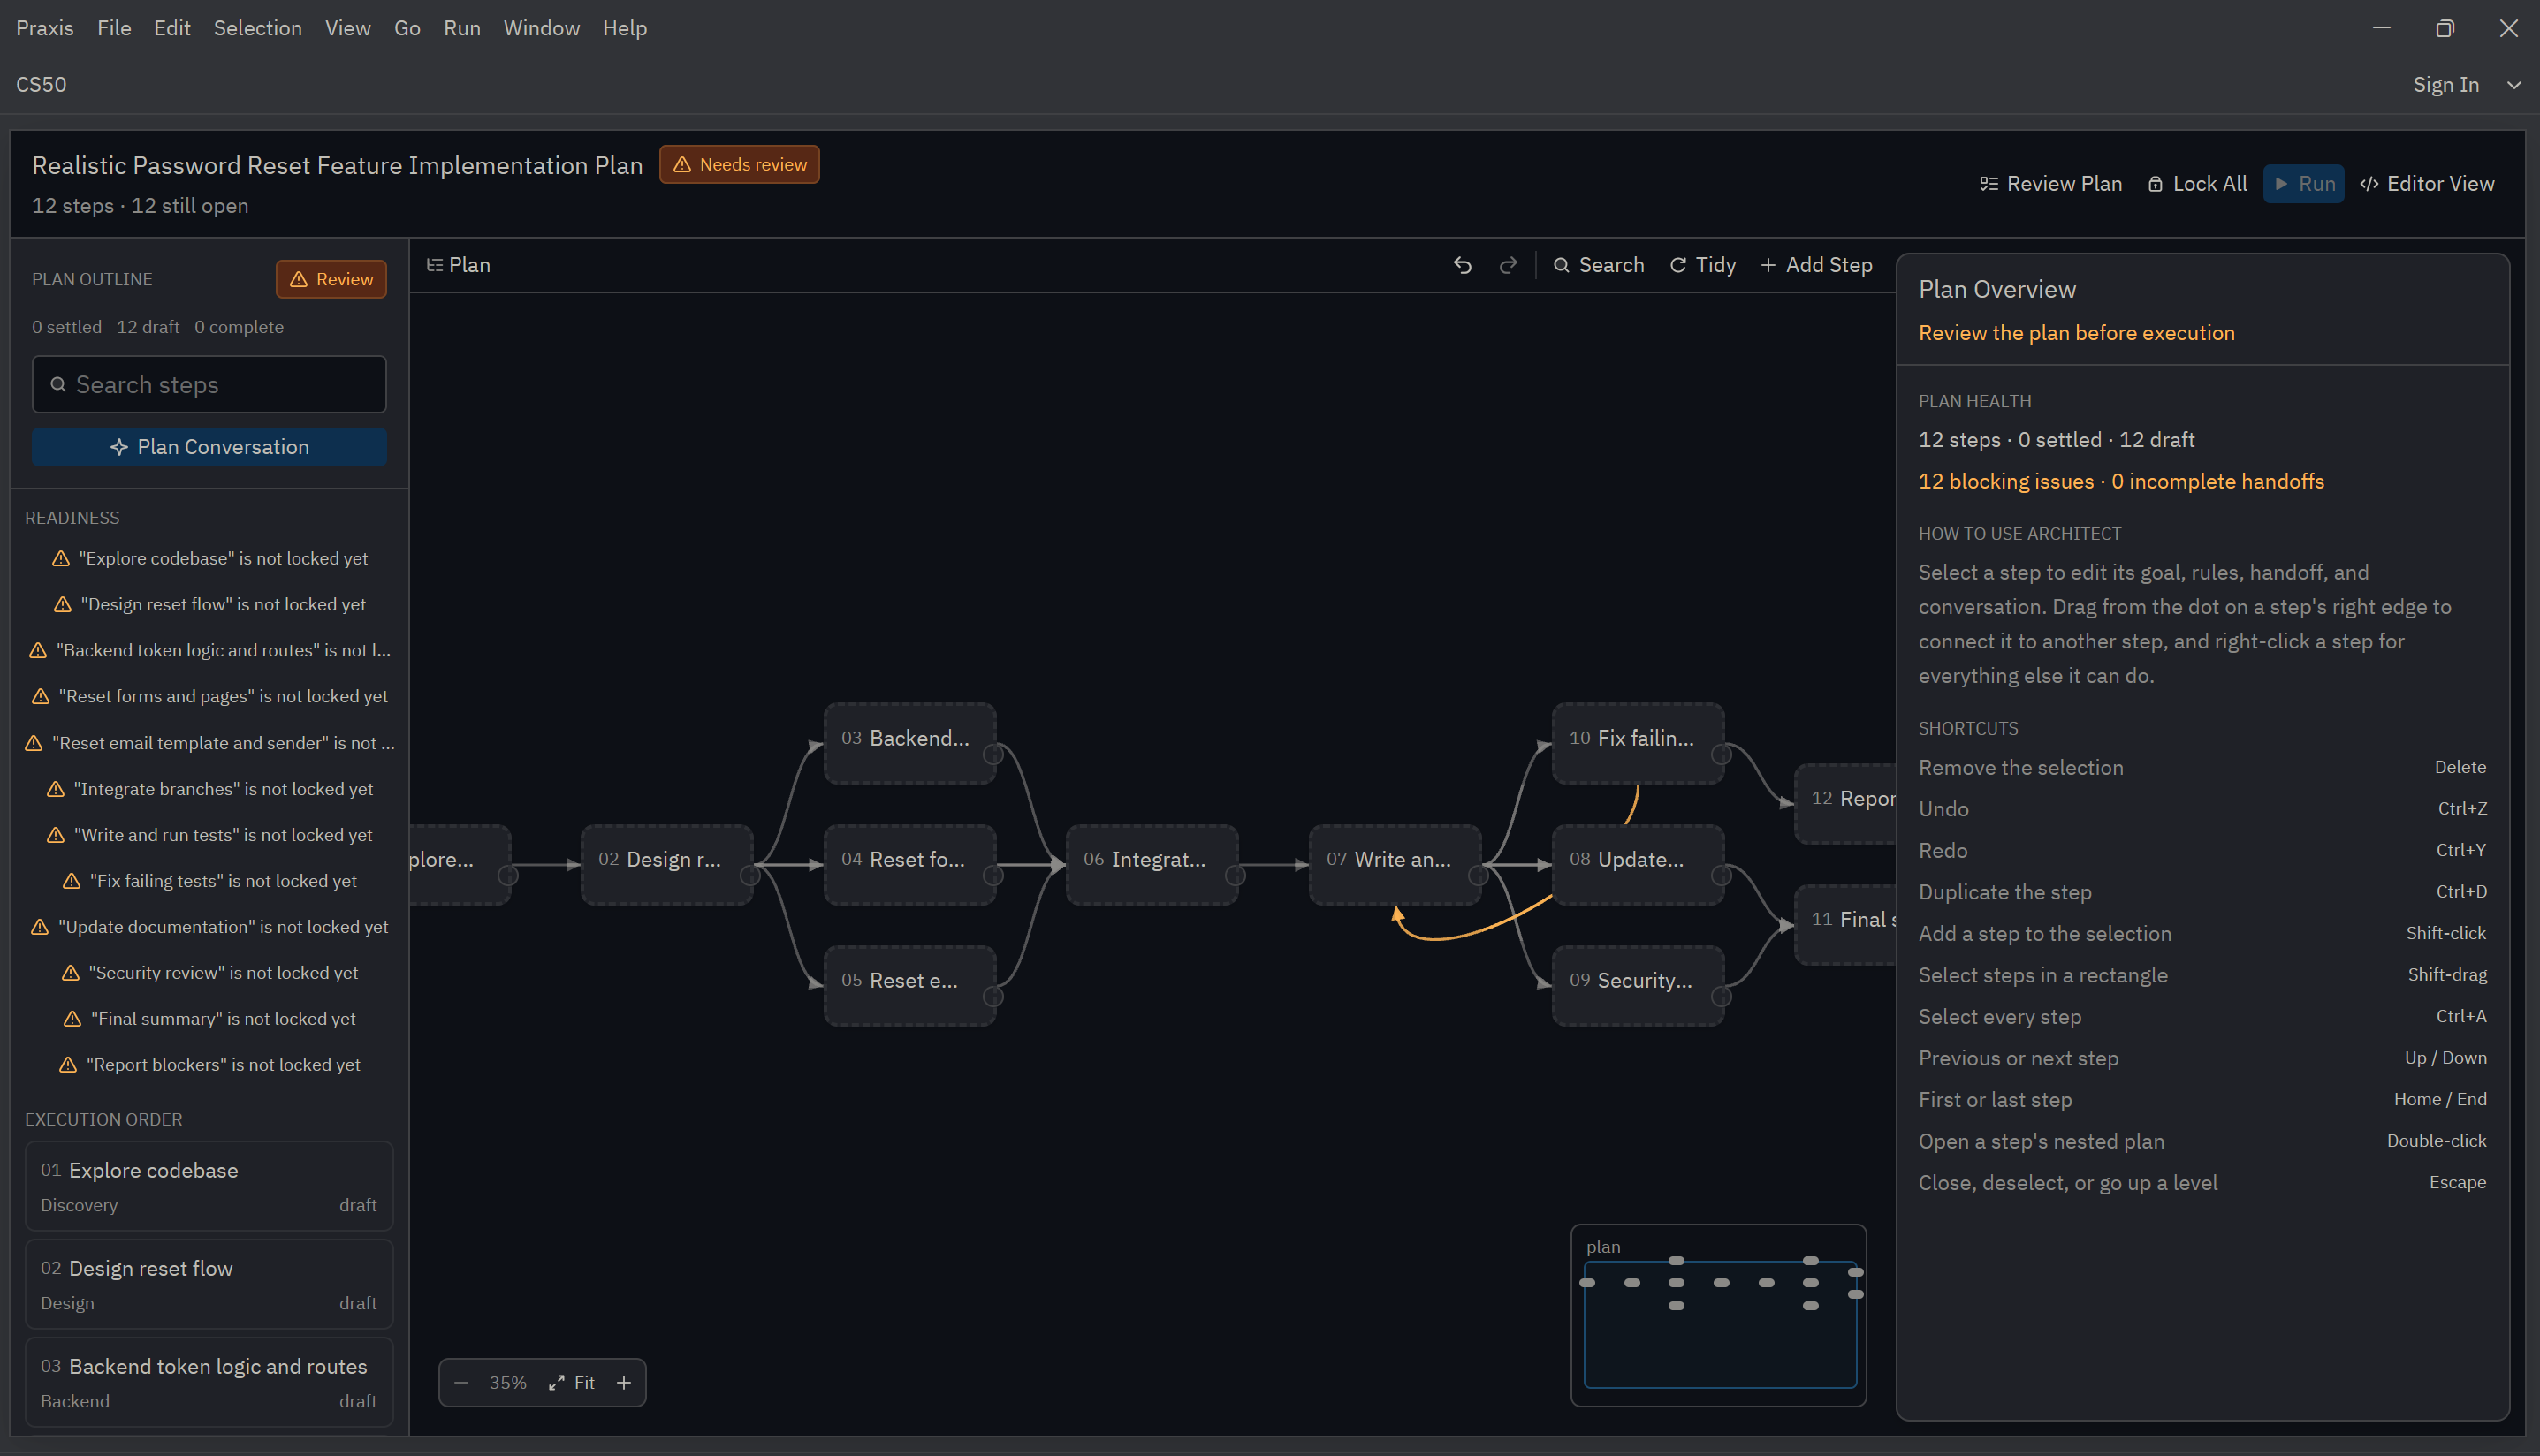 Praxis File Edit Selection View Go Run Window Help
CS50
Sign In
Realistic Password Reset Feature Implementation Plan
Needs review
12 steps · 12 still open
Review Plan
Lock All
Run
Editor View
PLAN OUTLINE
Review
0 settled 12 draft 0 complete
Search steps
Plan Conversation
READINESS
"Explore codebase" is not locked yet
"Design reset flow" is not locked yet
"Backend token logic and routes" is not l...
"Reset forms and pages" is not locked yet
"Reset email template and sender" is not ...
"Integrate branches" is not locked yet
"Write and run tests" is not locked yet
"Fix failing tests" is not locked yet
"Update documentation" is not locked yet
"Security review" is not locked yet
"Final summary" is not locked yet
"Report blockers" is not locked yet
EXECUTION ORDER
01 Explore codebase
Discovery draft
02 Design reset flow
Design draft
03 Backend token logic and routes
Backend draft
Plan
Search
Tidy
Add Step
plore...
02 Design r...
03 Backend...
04 Reset fo...
05 Reset e...
06 Integrat...
07 Write an...
10 Fix failin...
08 Update...
09 Security...
12 Repor
11 Final s
35% Fit
plan
Plan Overview
Review the plan before execution
PLAN HEALTH
12 steps · 0 settled · 12 draft
12 blocking issues · 0 incomplete handoffs
HOW TO USE ARCHITECT
Select a step to edit its goal, rules, handoff, and
conversation. Drag from the dot on a step's right edge to
connect it to another step, and right-click a step for
everything else it can do.
SHORTCUTS
Remove the selection Delete
Undo Ctrl+Z
Redo Ctrl+Y
Duplicate the step Ctrl+D
Add a step to the selection Shift-click
Select steps in a rectangle Shift-drag
Select every step Ctrl+A
Previous or next step Up / Down
First or last step Home / End
Open a step's nested plan Double-click
Close, deselect, or go up a level Escape